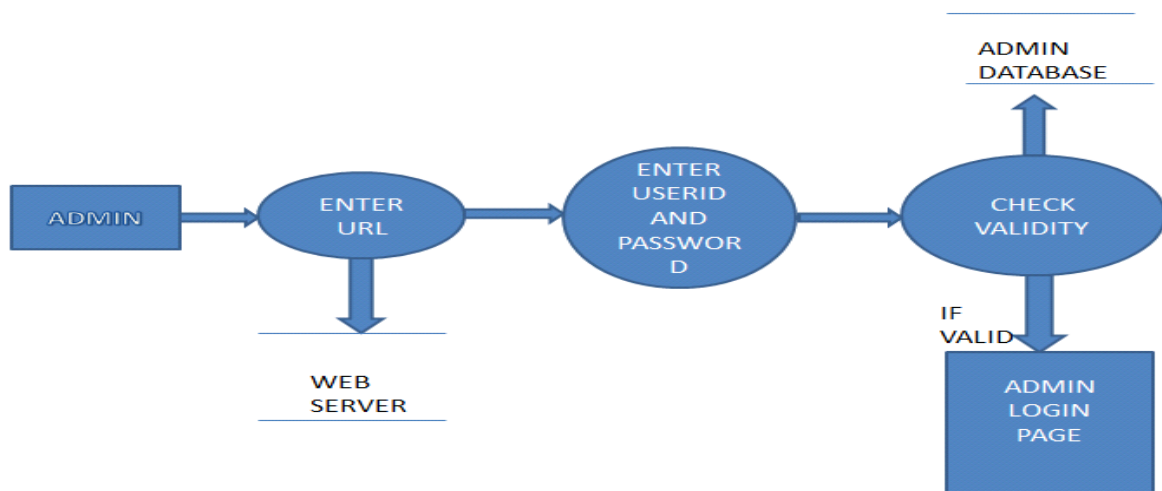 ADMIN
DATABASE
ADMIN
ENTER
URL
ENTER
USERID
AND
PASSWOR
D
CHECK
VALIDITY
IF
VALID
WEB
SERVER
ADMIN
LOGIN
PAGE